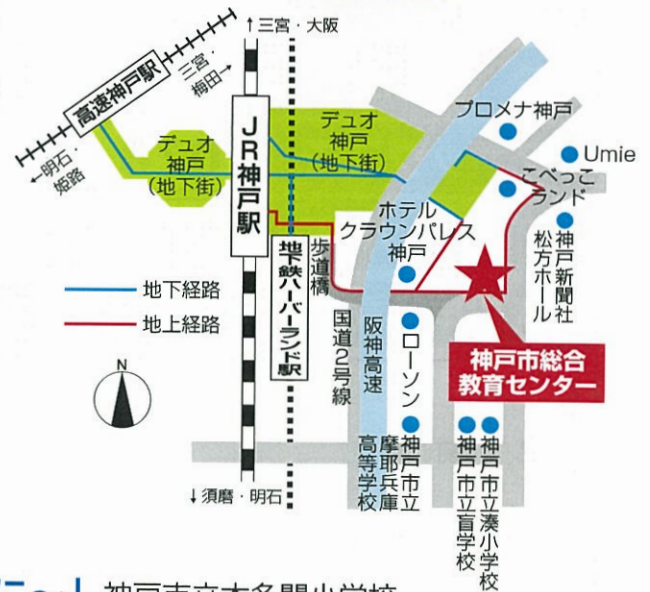 ↑三宮・大阪
高速神戸駅
三宮・
梅田→
←明石・
姫路
デュオ
神戸
(地下街)
JR神戸駅
デュオ
神戸
(地下街)
プロメナ神戸
Umie
こべっこ
ランド
ホテル
クラウンパレス
神戸
神戸新聞社
松方ホール
地下鉄ハーバーランド駅
歩道橋
地下経路
地上経路
国道2号線
阪神高速
ローソン
神戸市総合
教育センター
N
神戸市立
摩耶兵庫
高等学校
神戸市立盲学校
神戸市立湊小学校
↓須磨・明石